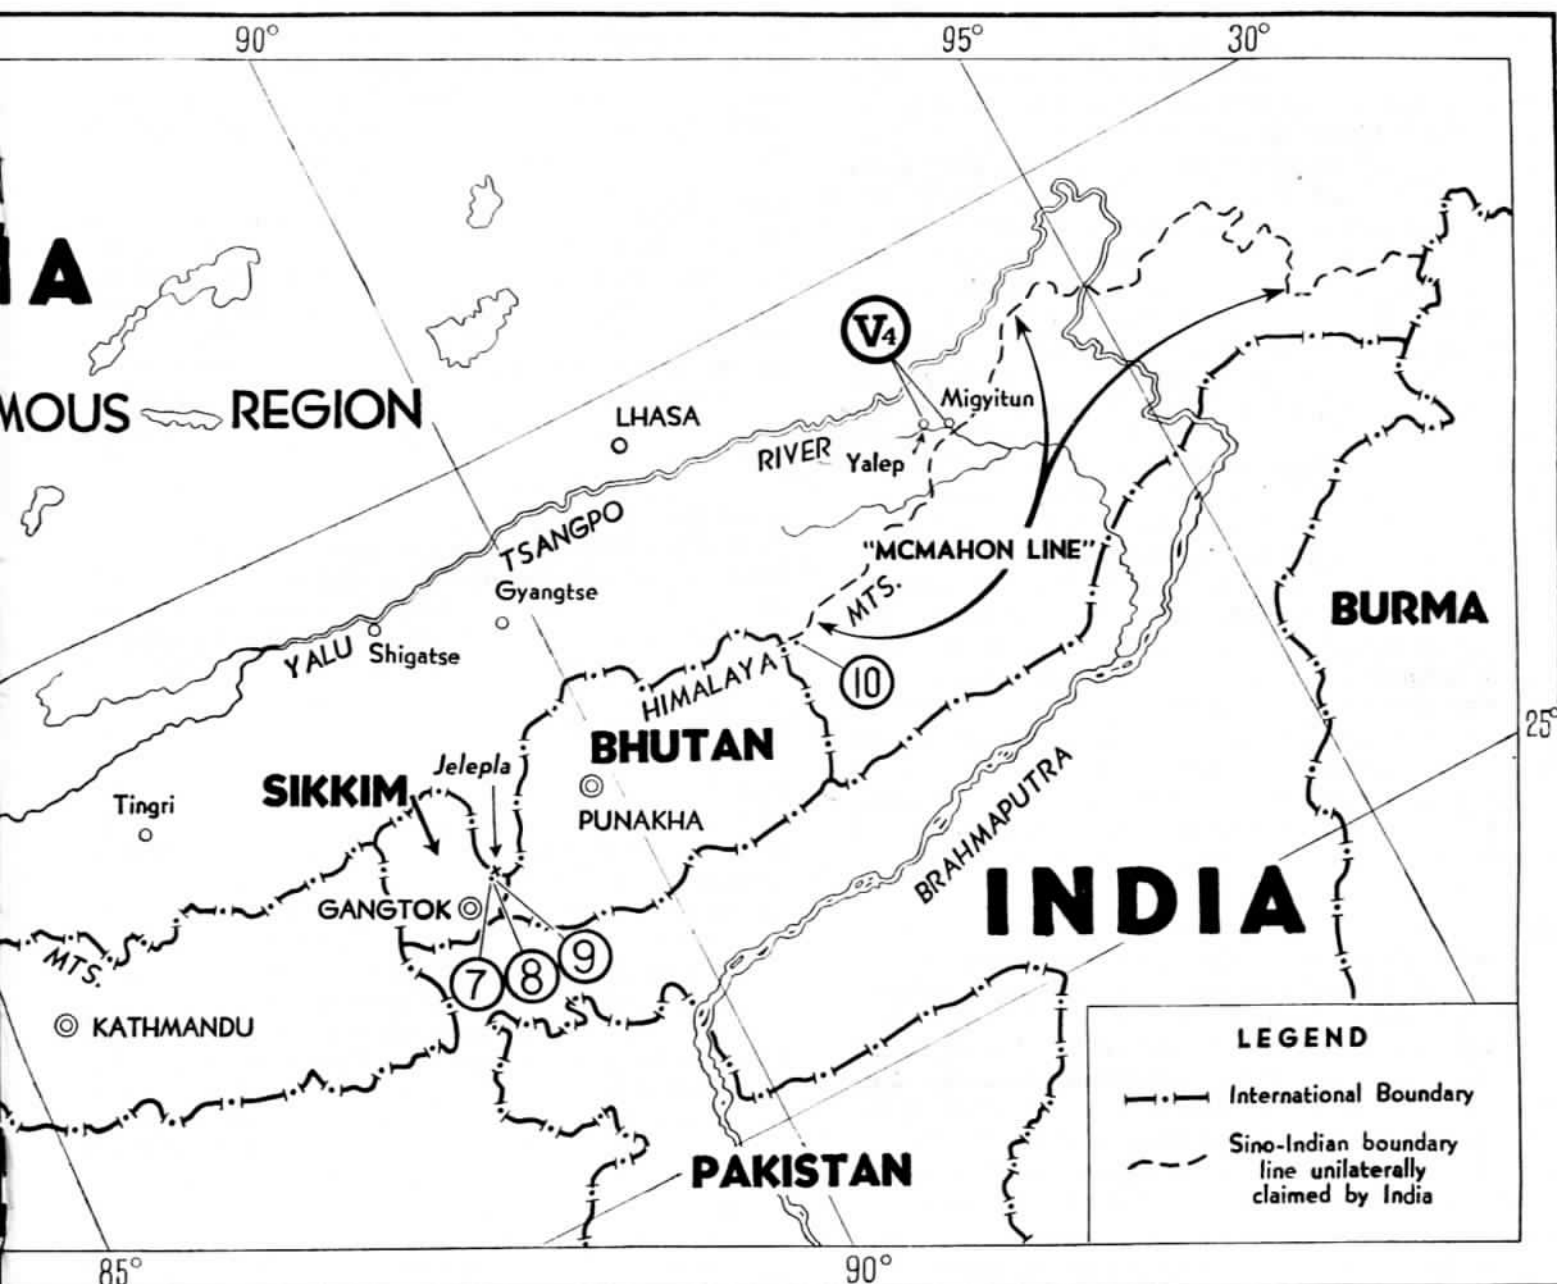 90°
95°
30°
A
MOUS
REGION
LHASA
V4
Migyitun
RIVER
Yalep
TSANGPO
"MCMAHON LINE"
Gyangtse
MTS.
BURMA
YALU
Shigatse
HIMALAYA
10
BHUTAN
25°
Jelepla
SIKKIM
Tingri
PUNAKHA
BRAHMAPUTRA
INDIA
GANGTOK
MTS.
7
8
9
KATHMANDU
LEGEND
International Boundary
Sino-Indian boundary
line unilaterally
claimed by India
PAKISTAN
85°
90°